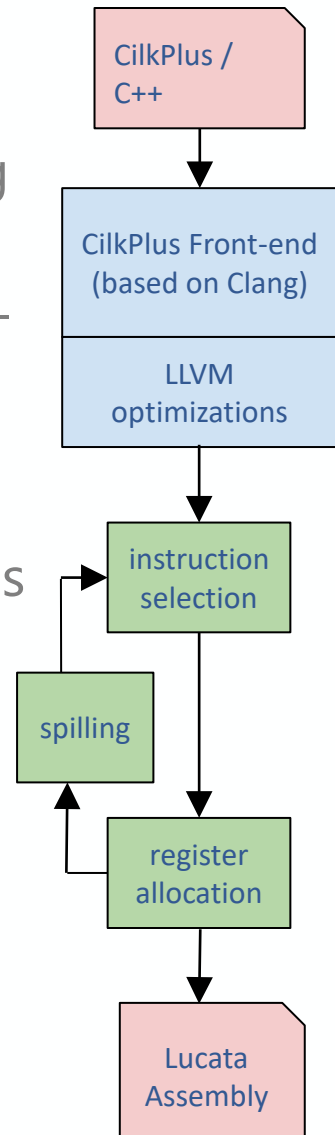 CilkPlus /
C++
g
CilkPlus Front-end
(based on Clang)
LLVM
optimizations
instruction
selection
s
spilling
register
allocation
Lucata
Assembly